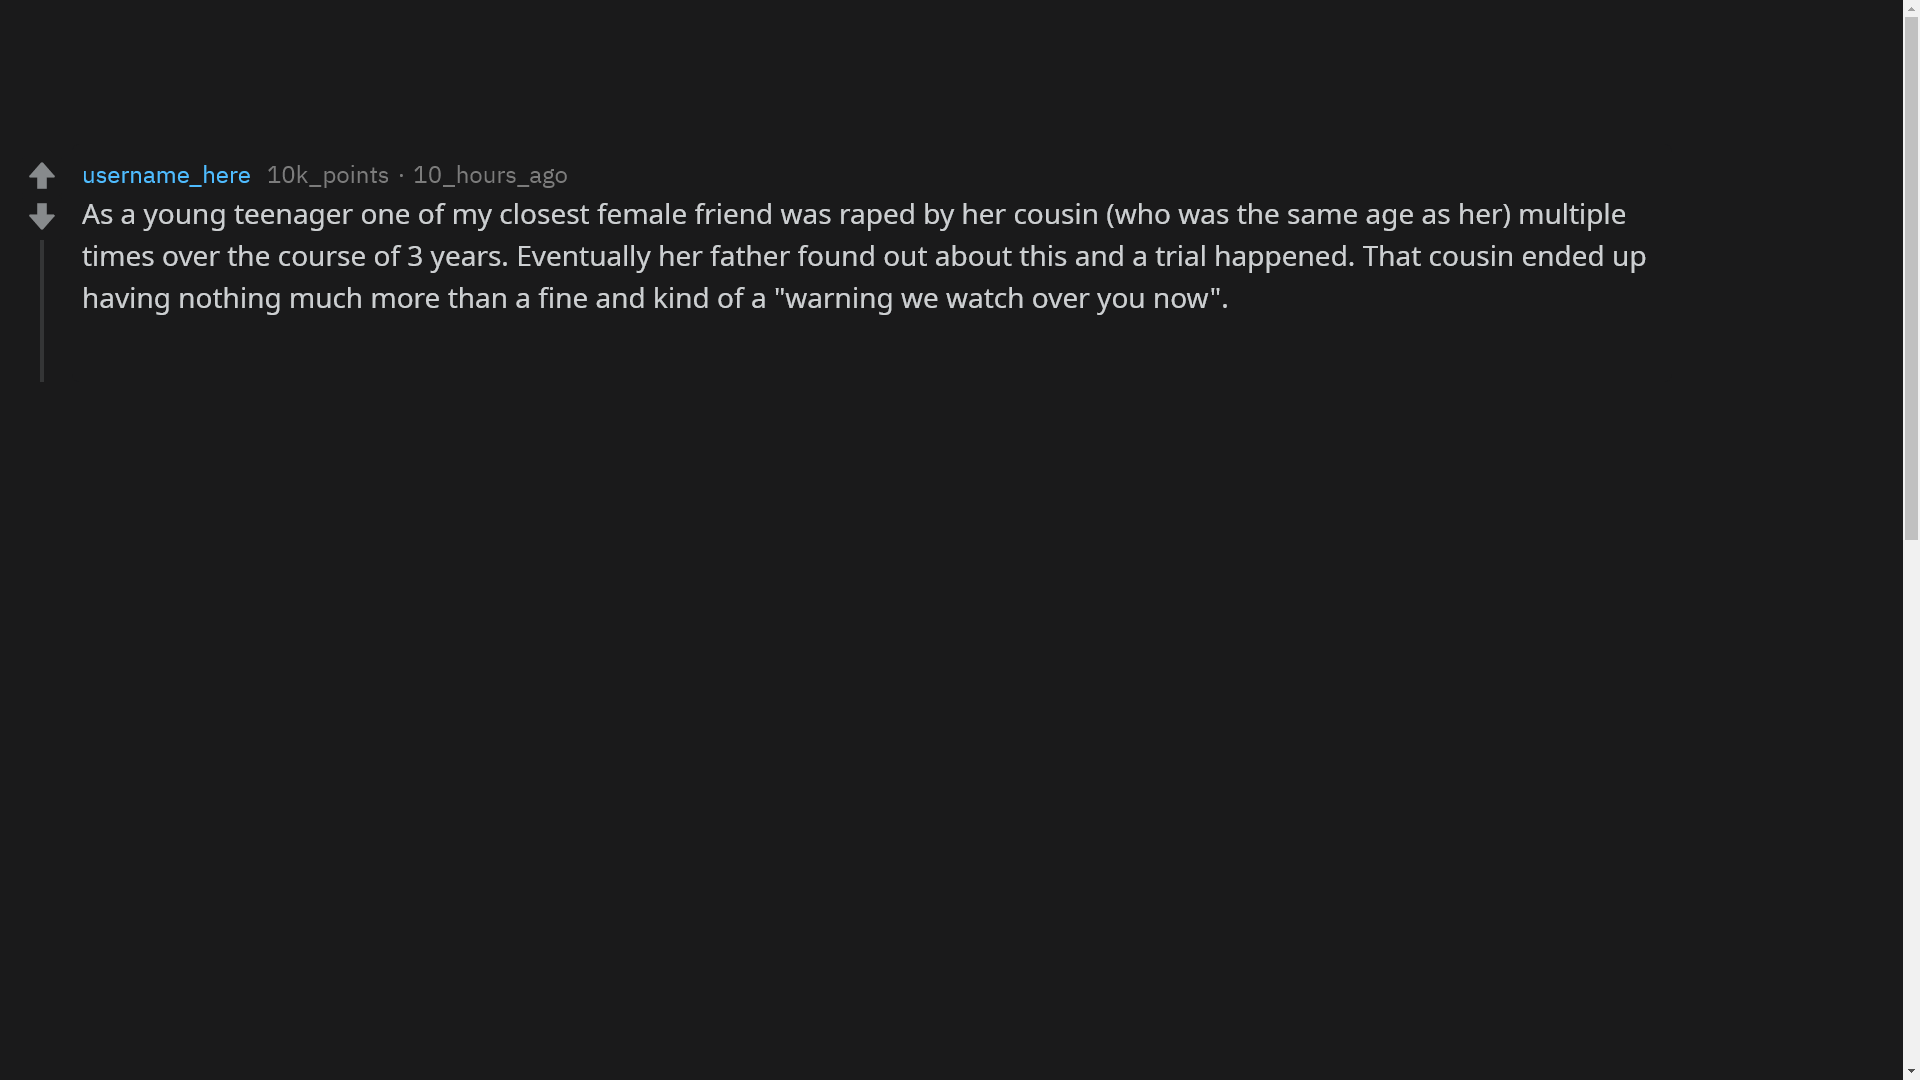 username_here 10k_points · 10_hours_ago
As a young teenager one of my closest female friend was raped by her cousin (who was the same age as her) multiple
times over the course of 3 years. Eventually her father found out about this and a trial happened. That cousin ended up
having nothing much more than a fine and kind of a "warning we watch over you now".